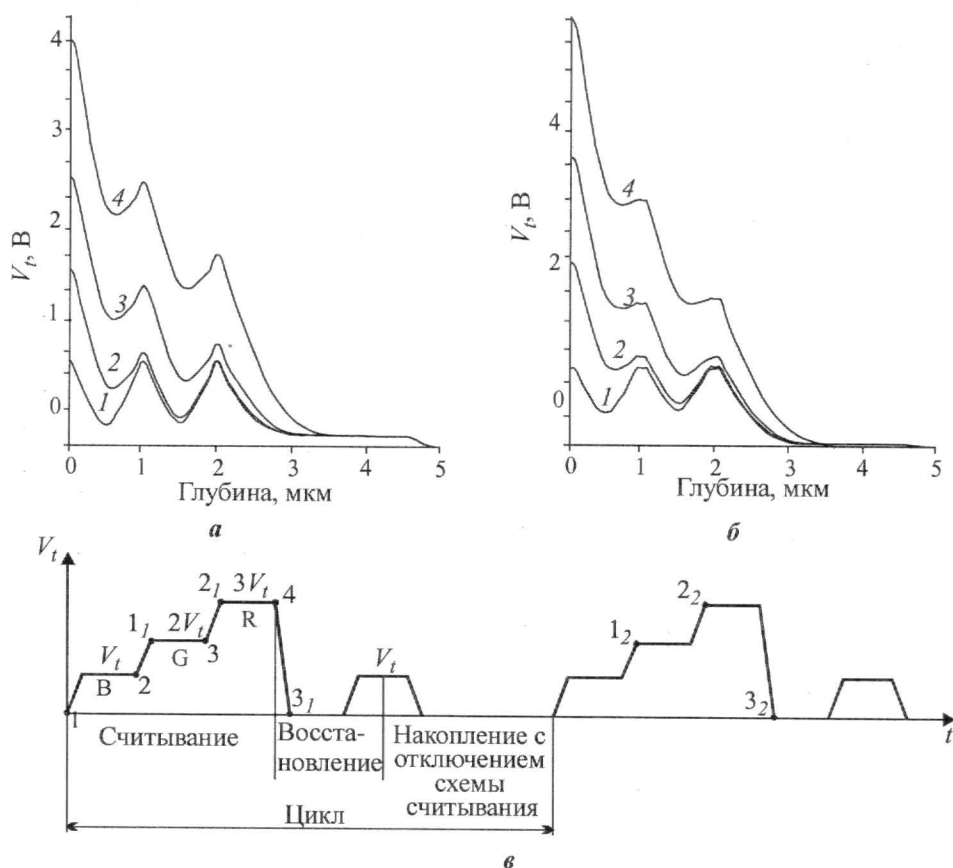 4
3
2
1
0
V_t, В
4
3
2
1
0 1 2 3 4 5
Глубина, мкм
а
4
2
0
V_t, В
4
3
2
1
0 1 2 3 4 5
Глубина, мкм
б
V_t
2_1 3V_t 4
R
1_1 2V_t 3
G
V_t 2
B
1
3_1
V_t
2_2
1_2
3_2
t
Считывание
Восста-
новление
Накопление с
отключением
схемы
считывания
Цикл
в